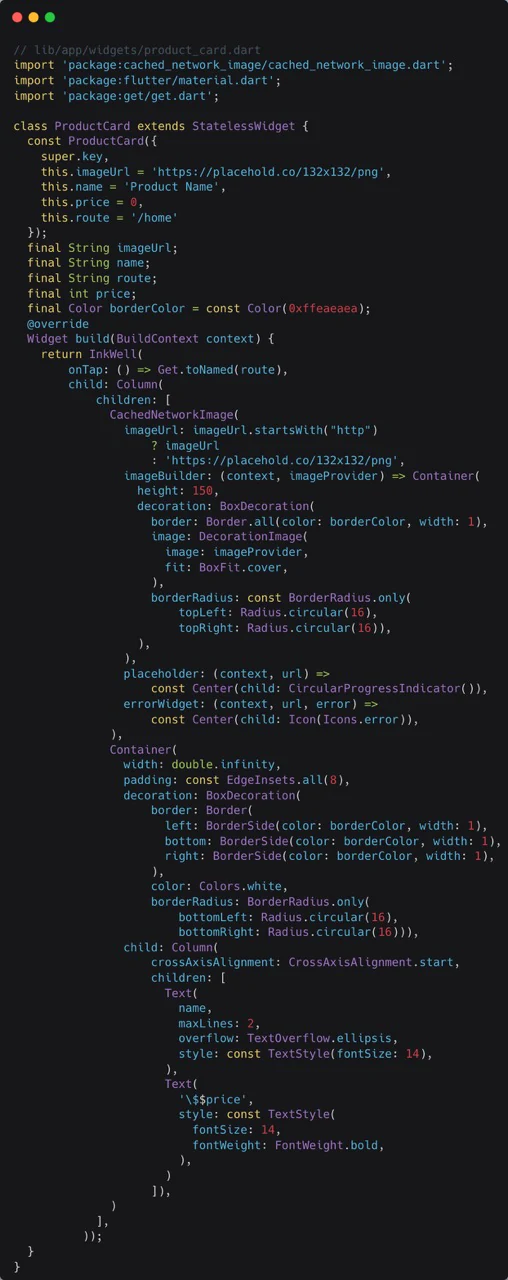 // lib/app/widgets/product_card.dart
import 'package:cached_network_image/cached_network_image.dart';
import 'package:flutter/material.dart';
import 'package:get/get.dart';

class ProductCard extends StatelessWidget {
  const ProductCard({
    super.key,
    this.imageUrl = 'https://placehold.co/132x132/png',
    this.name = 'Product Name',
    this.price = 0,
    this.route = '/home'
  });
  final String imageUrl;
  final String name;
  final String route;
  final int price;
  final Color borderColor = const Color(0xffeaeaea);
  @override
  Widget build(BuildContext context) {
    return InkWell(
        onTap: () => Get.toNamed(route),
        child: Column(
            children: [
              CachedNetworkImage(
                imageUrl: imageUrl.startsWith("http")
                    ? imageUrl
                    : 'https://placehold.co/132x132/png',
                imageBuilder: (context, imageProvider) => Container(
                  height: 150,
                  decoration: BoxDecoration(
                    border: Border.all(color: borderColor, width: 1),
                    image: DecorationImage(
                      image: imageProvider,
                      fit: BoxFit.cover,
                    ),
                    borderRadius: const BorderRadius.only(
                        topLeft: Radius.circular(16),
                        topRight: Radius.circular(16)),
                  ),
                ),
                placeholder: (context, url) =>
                    const Center(child: CircularProgressIndicator()),
                errorWidget: (context, url, error) =>
                    const Center(child: Icon(Icons.error)),
              ),
              Container(
                width: double.infinity,
                padding: const EdgeInsets.all(8),
                decoration: BoxDecoration(
                    border: Border(
                      left: BorderSide(color: borderColor, width: 1),
                      bottom: BorderSide(color: borderColor, width: 1),
                      right: BorderSide(color: borderColor, width: 1),
                    ),
                    color: Colors.white,
                    borderRadius: BorderRadius.only(
                        bottomLeft: Radius.circular(16),
                        bottomRight: Radius.circular(16))),
                child: Column(
                    crossAxisAlignment: CrossAxisAlignment.start,
                    children: [
                      Text(
                        name,
                        maxLines: 2,
                        overflow: TextOverflow.ellipsis,
                        style: const TextStyle(fontSize: 14),
                      ),
                      Text(
                        '\$$price',
                        style: const TextStyle(
                          fontSize: 14,
                          fontWeight: FontWeight.bold,
                        ),
                      )
                    ]),
              )
            ],
          ));
  }
}